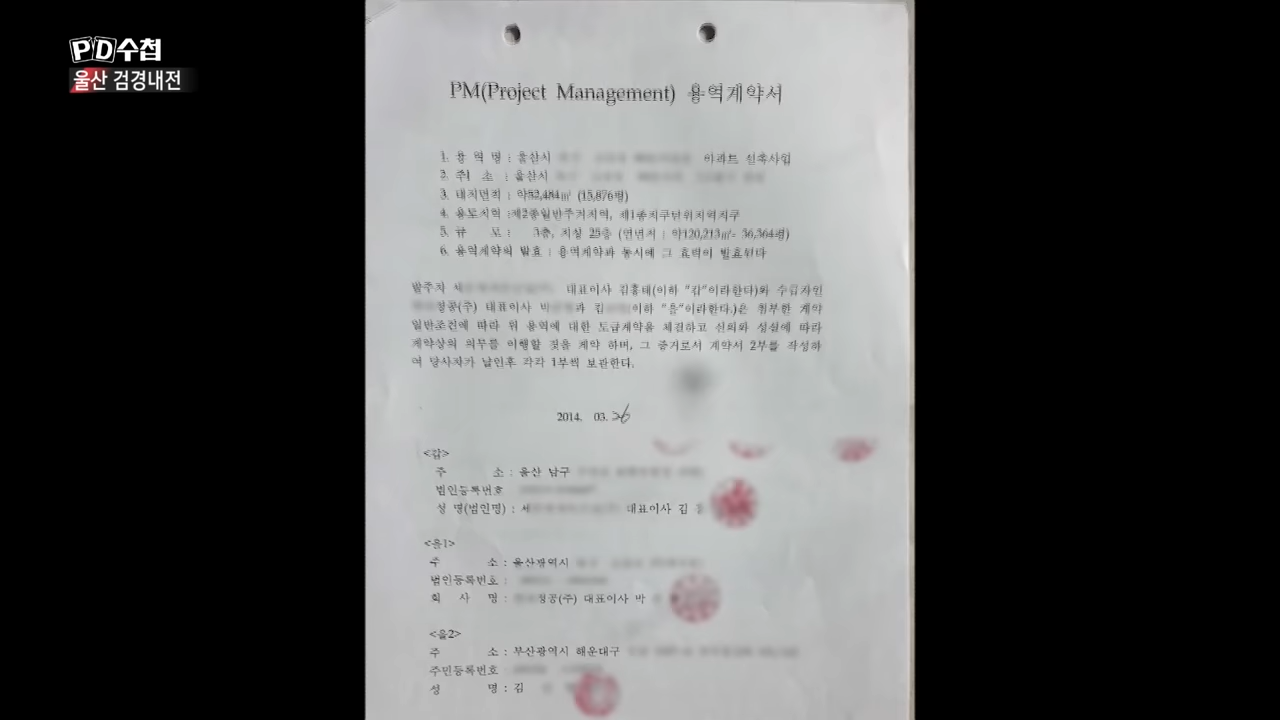 PD수첩
울산 검경내전
PM(Project Management) 용역계약서
1. 용 역 명 : 울산시 아파트 신축사업
2. 주 소 : 울산시
3. 대지면적 : 약52,484㎡ (15,876평)
4. 용도지역 :제2종일반주거지역, 제1종지구단위지역지구
5. 규 모 : 3층, 지상 25층 (연면적 : 약120,213㎡- 36,364평)
6. 용역계약의 발효 : 용역계약과 동시에 그 효력이 발효된다
발주자 세 대표이사 김흥태(이하 "갑"이라한다)와 수급자인
정공(주) 대표이사 박 과 김 이하 "을"이라한다.)은 첨부한 계약
일반조건에 따라 위 용역에 대한 도급계약을 체결하고 신의와 성실에 따라
계약상의 의무를 이행할 것을 계약 하며, 그 증거로서 계약서 2부를 작성하
여 당사자가 날인후 각각 1부씩 보관한다.
2014. 03. 26
<갑>
주 소 : 울산 남구
법인등록번호
성 명(법인명) : 세 대표이사 김
<을1>
주 소 : 울산광역시
법인등록번호 :
회 사 명 : 정공(주) 대표이사 박
<을2>
주 소 : 부산광역시 해운대구
주민등록번호
성 명 : 김